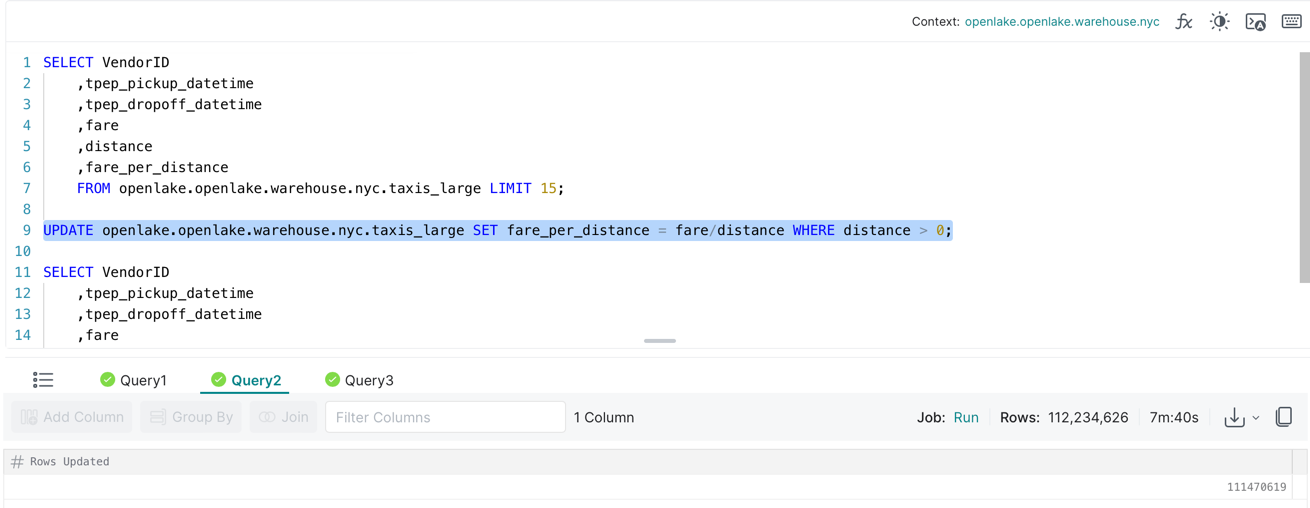 Context: openlake.openlake.warehouse.nyc
1 SELECT VendorID
2 ,tpep_pickup_datetime
3 ,tpep_dropoff_datetime
4 ,fare
5 ,distance
6 ,fare_per_distance
7 FROM openlake.openlake.warehouse.nyc.taxis_large LIMIT 15;
8
9 UPDATE openlake.openlake.warehouse.nyc.taxis_large SET fare_per_distance = fare/distance WHERE distance > 0;
10
11 SELECT VendorID
12 ,tpep_pickup_datetime
13 ,tpep_dropoff_datetime
14 ,fare
Query1 Query2 Query3
Add Column Group By Join Filter Columns 1 Column Job: Run Rows: 112,234,626 7m:40s
# Rows Updated
111470619